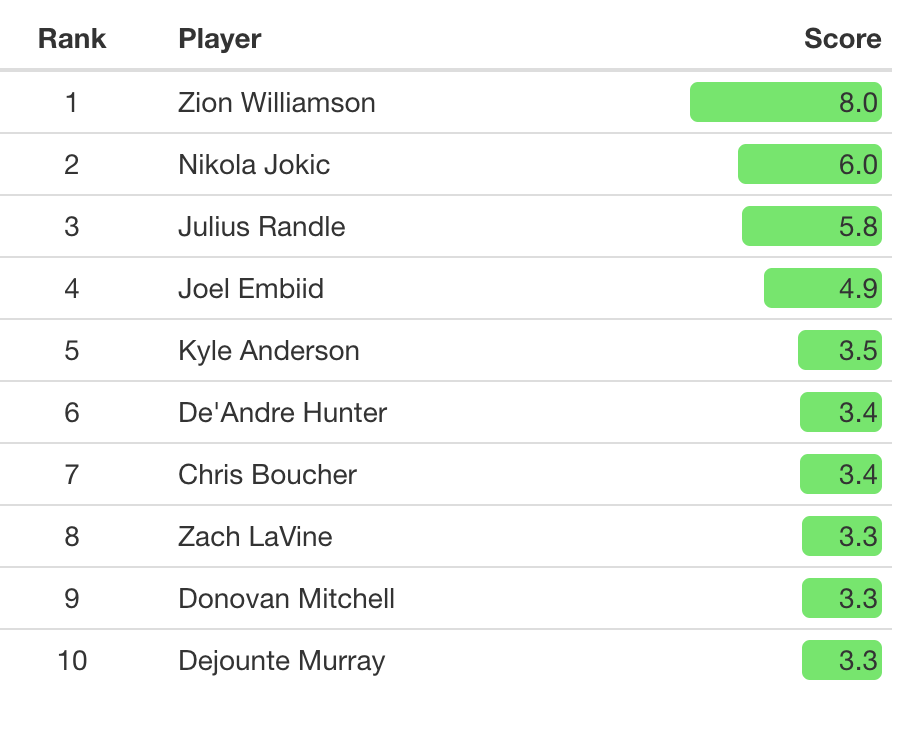 Rank Player Score
1 Zion Williamson 8.0
2 Nikola Jokic 6.0
3 Julius Randle 5.8
4 Joel Embiid 4.9
5 Kyle Anderson 3.5
6 De'Andre Hunter 3.4
7 Chris Boucher 3.4
8 Zach LaVine 3.3
9 Donovan Mitchell 3.3
10 Dejounte Murray 3.3